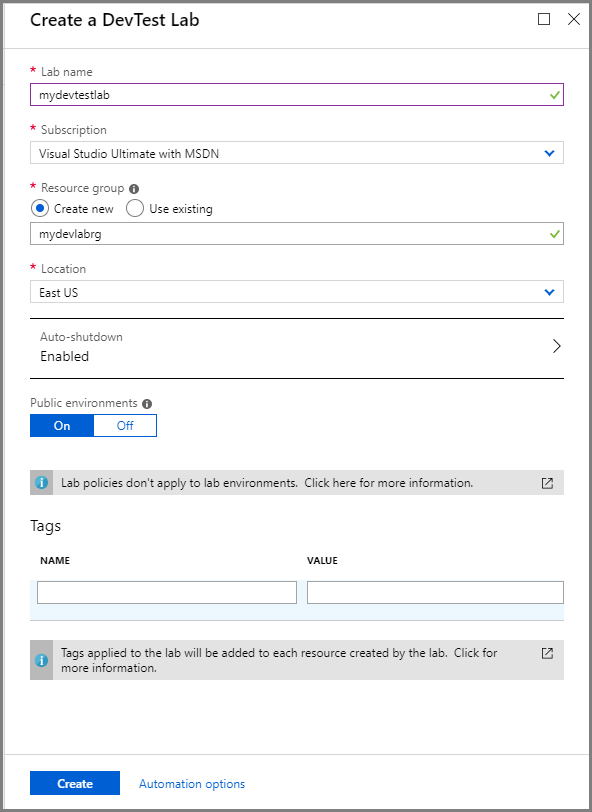 Create a DevTest Lab
* Lab name
mydevtestlab
* Subscription
Visual Studio Ultimate with MSDN
* Resource group
Create new Use existing
mydevlabrg
* Location
East US
Auto-shutdown
Enabled
Public environments
On Off
Lab policies don't apply to lab environments. Click here for more information.
Tags
NAME VALUE
Tags applied to the lab will be added to each resource created by the lab. Click for
more information.
Create Automation options